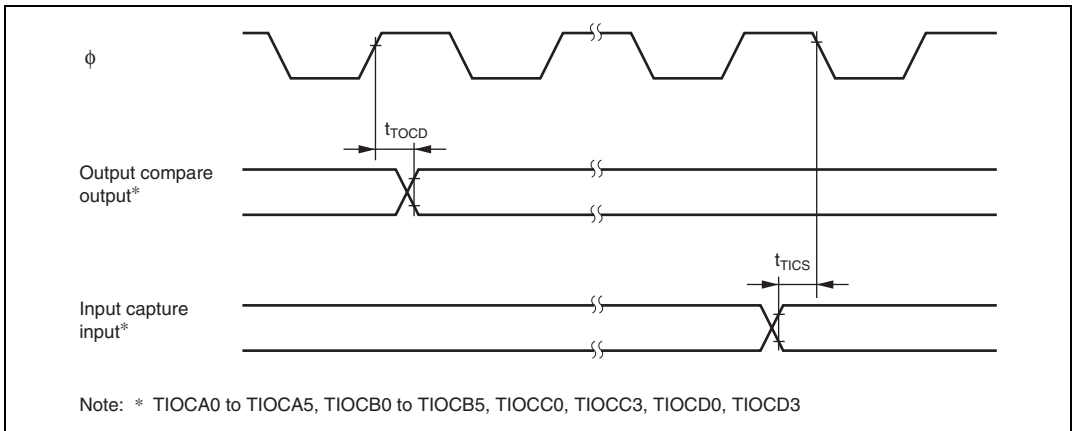 ϕ
tTOCD
Output compare
output*
tTICS
Input capture
input*
Note: * TIOCA0 to TIOCA5, TIOCB0 to TIOCB5, TIOCC0, TIOCC3, TIOCD0, TIOCD3